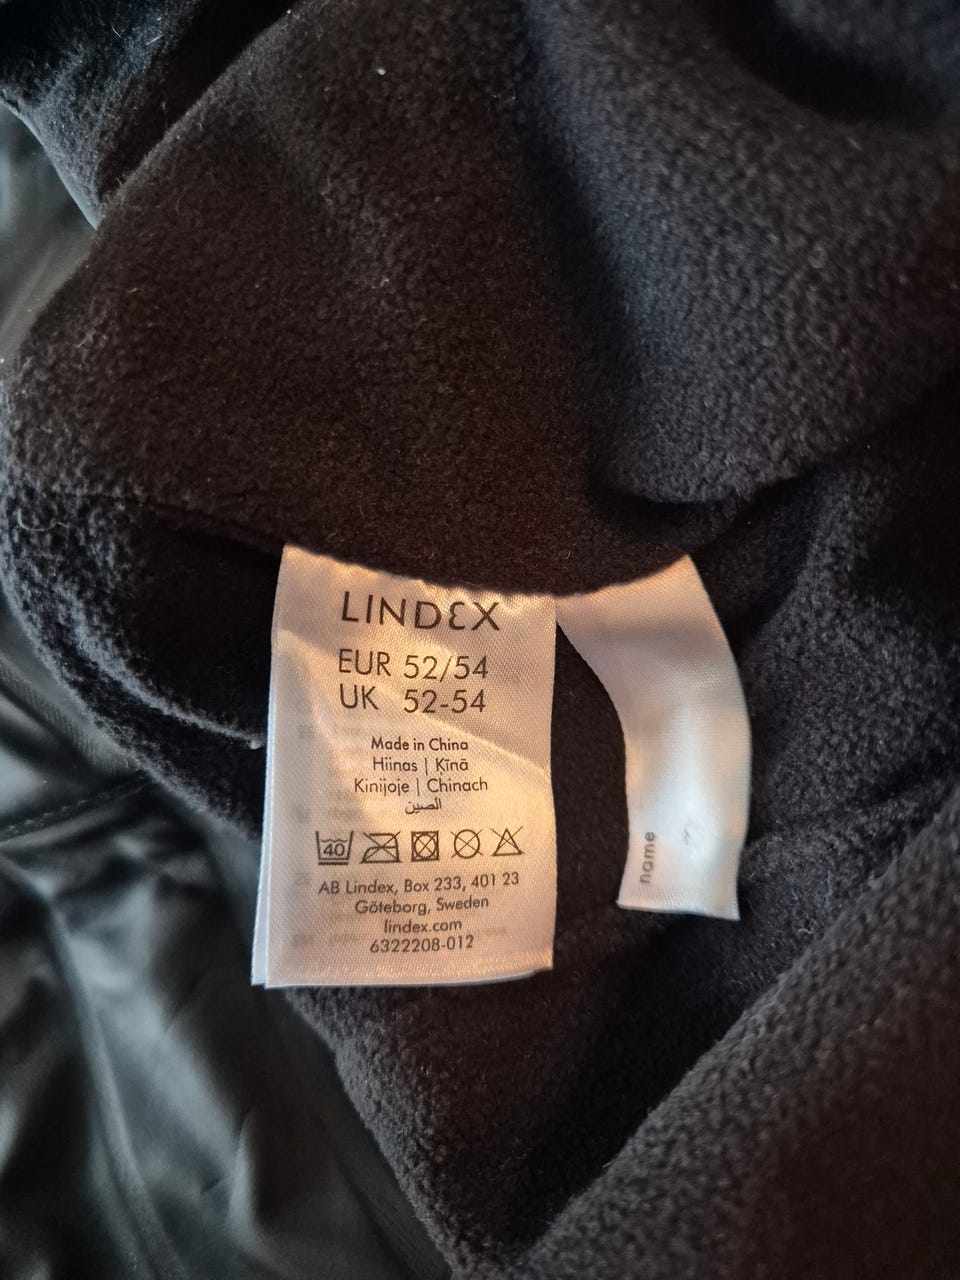 LINDEX
EUR 52/54
UK 52-54
Made in China
Hiinas | Ķīnā
Kinijoje | Chinach
الصين
40
AB Lindex, Box 233, 401 23
Göteborg, Sweden
lindex.com
6322208-012
name